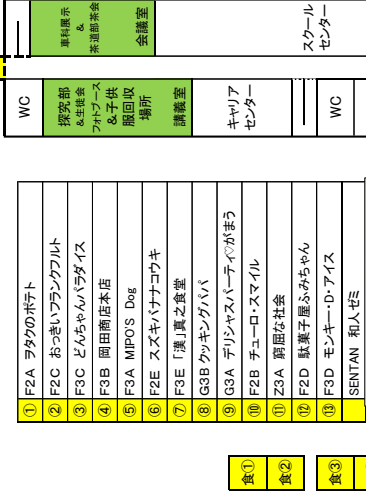 車科展示
&
茶道部茶会
会議室
スクール
センター
WC
探究部
&生徒会
フォトブース
&子供
服回収
場所
講義室
キャリア
センター
WC
① F2A ヲタクのポテト
② F2C おっきいフランクフルト
③ F3C どんちゃんパラダイス
④ F3B 岡田商店本店
⑤ F3A MIPO'S Dog
⑥ F2E スズキバナナコウキ
⑦ F3E 「漢」真之食堂
⑧ G3B クッキングパパ
⑨ G3A デリシャスパーティ♡がまう
⑩ F2B チューロ・スマイル
⑪ Z3A 窮屈な社会
⑫ F2D 駄菓子屋ふみちゃん
⑬ F3D モンキー・D・アイス
SENTAN 和人ゼミ
食①
食②
食③